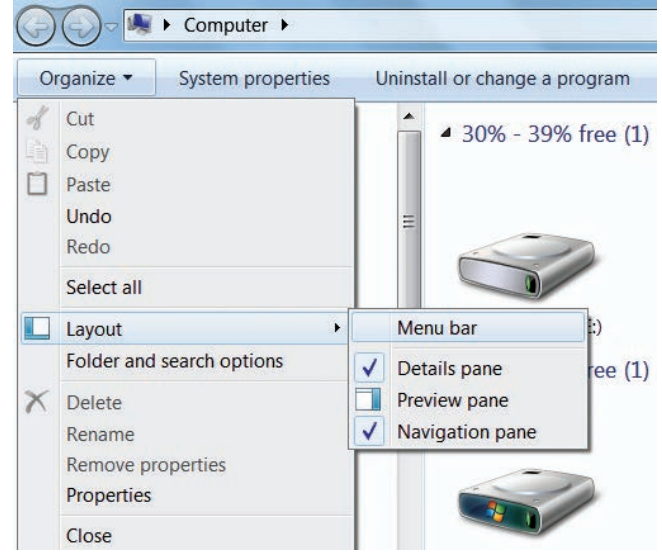 Computer
Organize
System properties
Uninstall or change a program
Cut
Copy
Paste
Undo
Redo
Select all
Layout
Folder and search options
Delete
Rename
Remove properties
Properties
Close
Menu bar
Details pane
Preview pane
Navigation pane
30% - 39% free (1)
:)
ree (1)